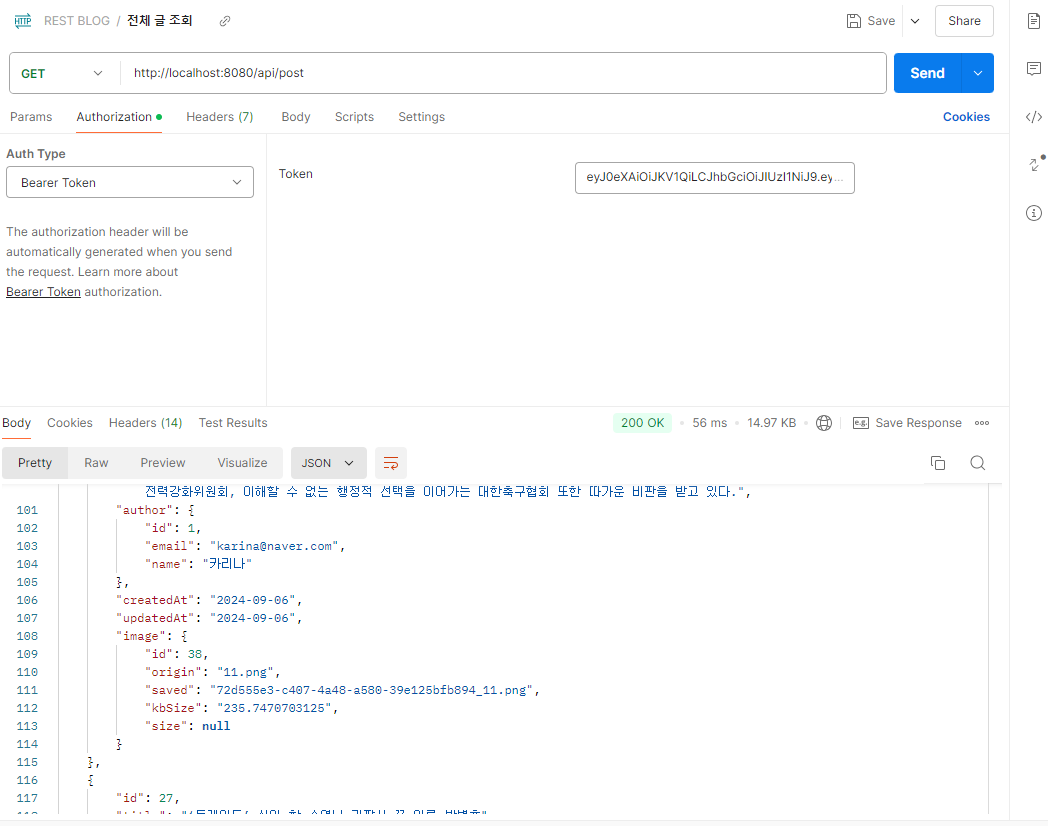 HTTP REST BLOG / 전체 글 조회 Save Share
GET http://localhost:8080/api/post Send
Params Authorization Headers (7) Body Scripts Settings Cookies
Auth Type
Bearer Token
Token eyJ0eXAiOiJKV1QiLCJhbGciOiJIUzI1NiJ9.ey...
The authorization header will be
automatically generated when you send
the request. Learn more about
Bearer Token authorization.
Body Cookies Headers (14) Test Results 200 OK 56 ms 14.97 KB e.g. Save Response
Pretty Raw Preview Visualize JSON
전력강화위원회, 이해할 수 없는 행정적 선택을 이어가는 대한축구협회 또한 따가운 비판을 받고 있다.",
101 "author": {
102 "id": 1,
103 "email": "karina@naver.com",
104 "name": "카리나"
105 },
106 "createdAt": "2024-09-06",
107 "updatedAt": "2024-09-06",
108 "image": {
109 "id": 38,
110 "origin": "11.png",
111 "saved": "72d555e3-c407-4a48-a580-39e125bfb894_11.png",
112 "kbSize": "235.7470703125",
113 "size": null
114 }
115 },
116 {
117 "id": 27,